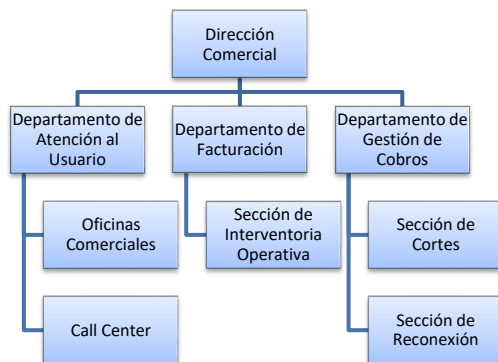 Dirección
Comercial
Departamento de
Atención al
Usuario
Departamento de
Facturación
Departamento de
Gestión de
Cobros
Oficinas
Comerciales
Sección de
Interventoria
Operativa
Sección de
Cortes
Call Center
Sección de
Reconexión